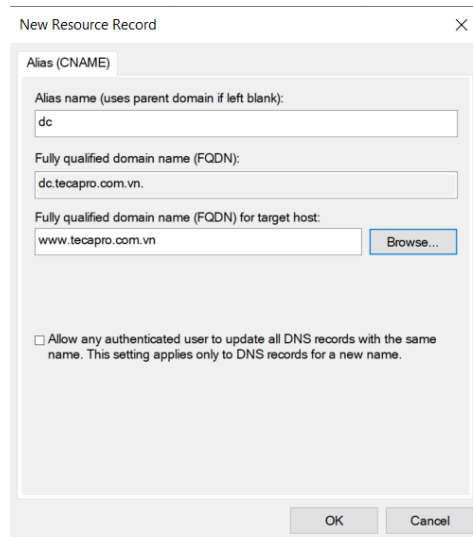 New Resource Record
Alias (CNAME)
Alias name (uses parent domain if left blank):
dc
Fully qualified domain name (FQDN):
dc.tecapro.com.vn.
Fully qualified domain name (FQDN) for target host:
www.tecapro.com.vn
Browse...
Allow any authenticated user to update all DNS records with the same
name. This setting applies only to DNS records for a new name.
OK
Cancel